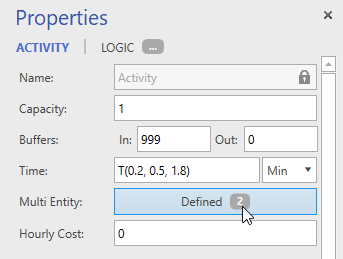 Properties
ACTIVITY | LOGIC ...
Name: Activity
Capacity: 1
Buffers: In: 999 Out: 0
Time: T(0.2, 0.5, 1.8) Min
Multi Entity: Defined 2
Hourly Cost: 0